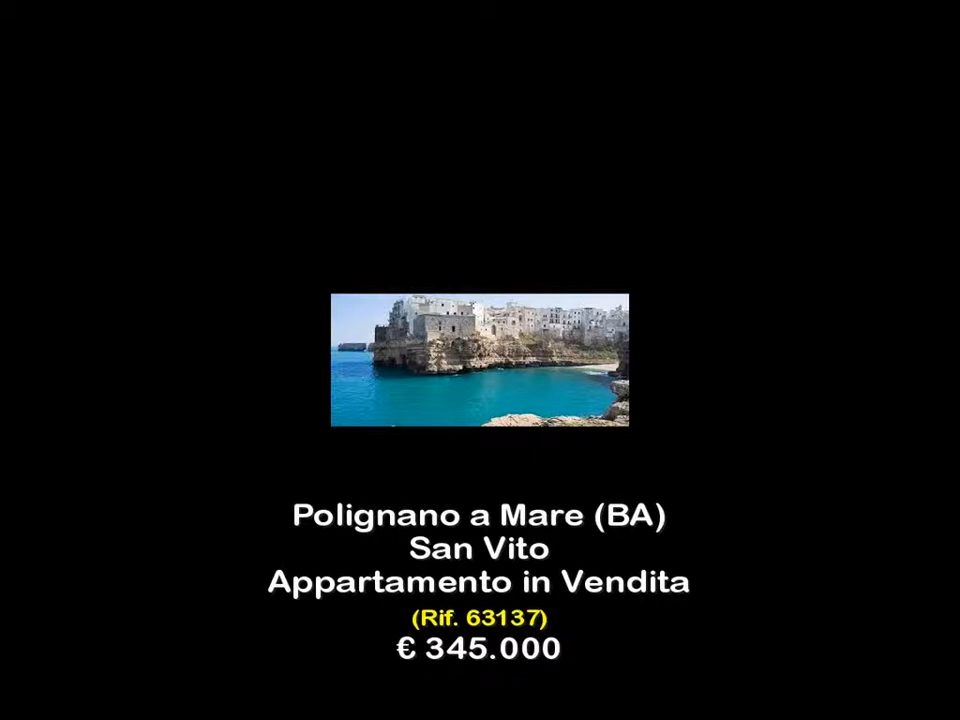 Polignano a Mare (BA)
San Vito
Appartamento in Vendita
(Rif. 63137)
€ 345.000